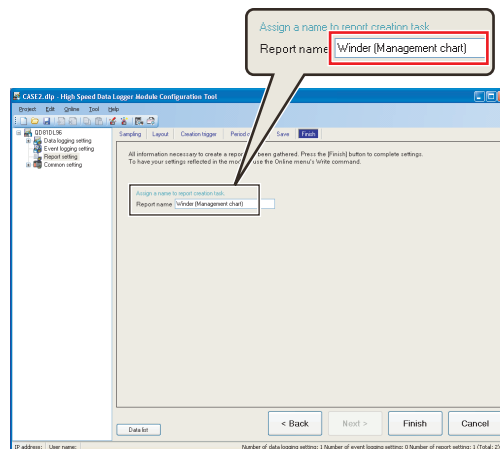 Assign a name to report creation task.
Report name Winder (Management chart)
CASE2.dlp - High Speed Data Logger Module Configuration Tool
Project Edit Online Tool Help
QD81DL96
Data logging setting
Event logging setting
Report setting
Common setting
Sampling Layout Creation trigger Period Save Finish
All information necessary to create a repo been gathered. Press the [Finish] button to complete settings.
To have your settings reflected in the mo use the Online menu's Write command.
Assign a name to report creation task.
Report name Winder (Management chart)
Data list
< Back Next > Finish Cancel
IP address: User name: Number of data logging setting: 1 Number of event logging setting: 0 Number of report setting: 1 (Total: 2)